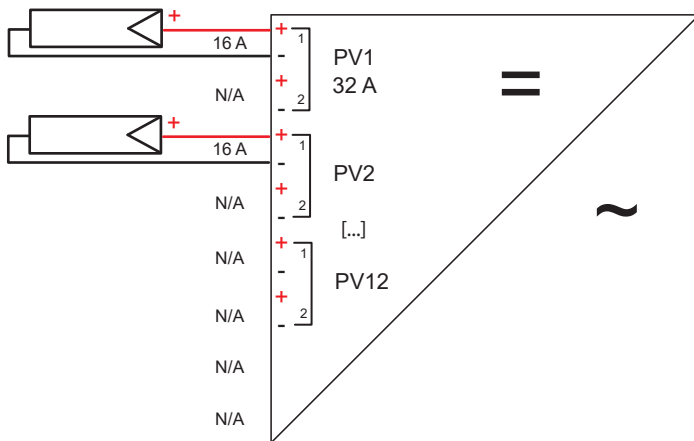 +
16 A
+ 1
-
PV1
32 A
+
N/A
2
-
=
+
16 A
+ 1
-
PV2
+
N/A
2
-
~
[...]
N/A
+ 1
-
PV12
+
N/A
2
-
N/A
N/A